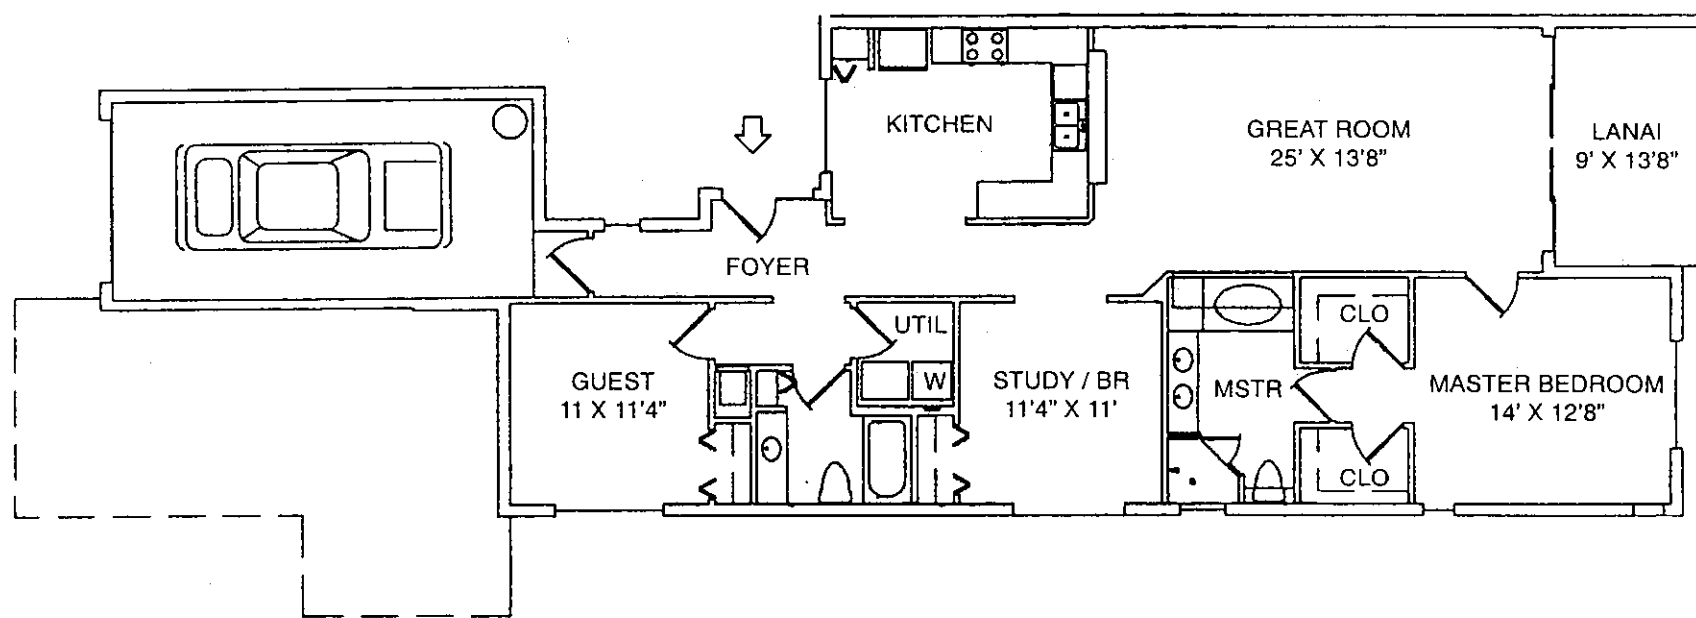 KITCHEN
GREAT ROOM
25' X 13'8"
LANAI
9' X 13'8"
FOYER
UTIL
W
GUEST
11 X 11'4"
STUDY / BR
11'4" X 11'
MSTR
CLO
MASTER BEDROOM
14' X 12'8"
CLO